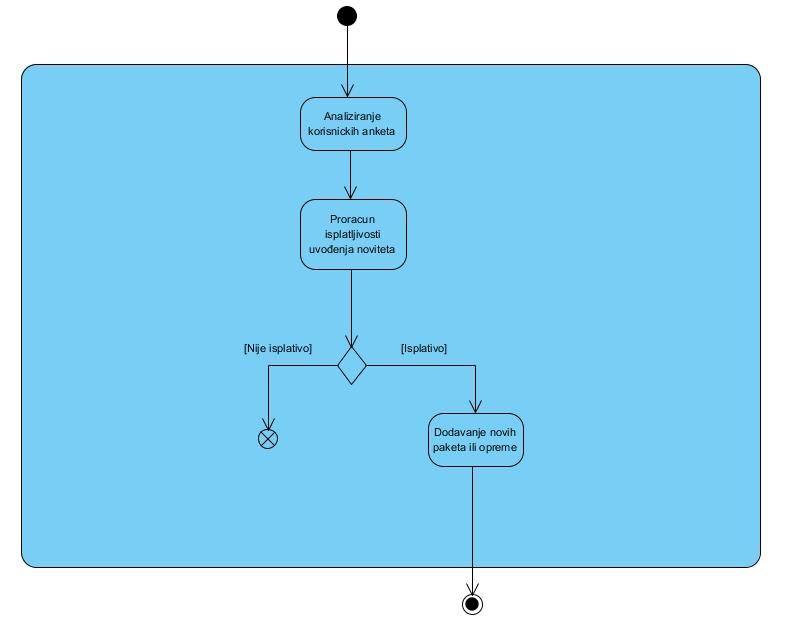 Analiziranje
korisnickih anketa
Proracun
isplatljivosti
uvođenja noviteta
[Nije isplativo]
[Isplativo]
Dodavanje novih
paketa ili opreme